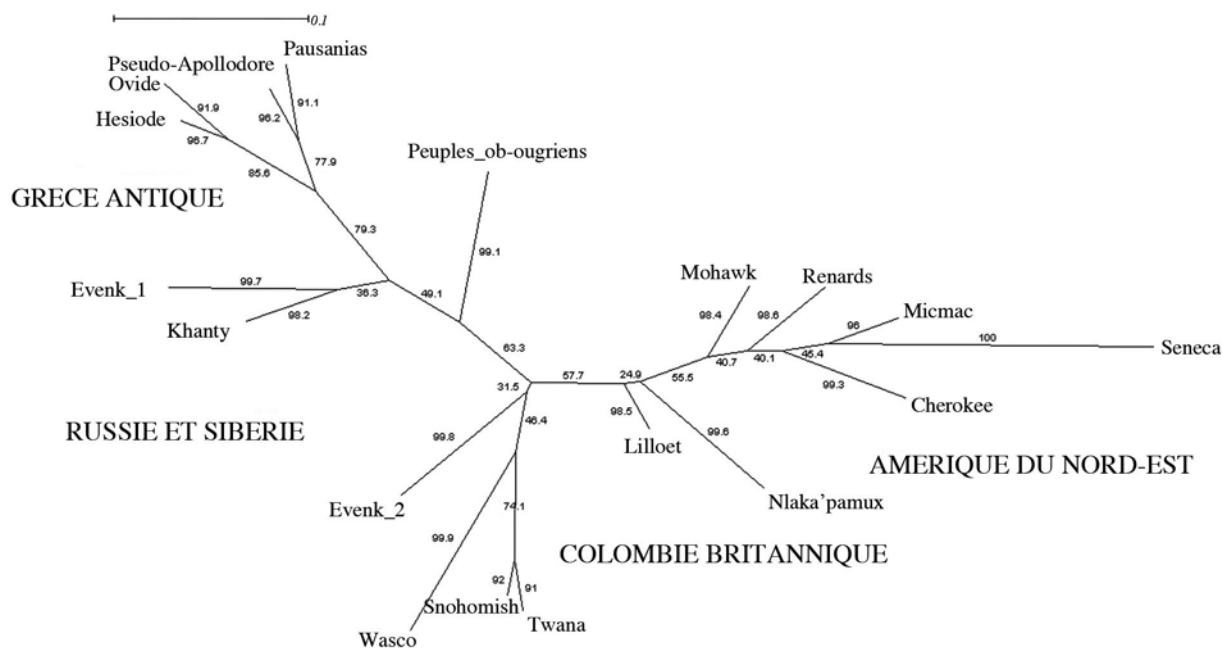 0.1
Pausanias
Pseudo-Apollodore
Ovide
91.9
96.2
91.1
Hesiode
96.7
Peuples_ob-ougriens
77.9
85.6
GRECE ANTIQUE
79.3
99.1
Mohawk
Renards
Evenk_1
99.7
36.3
49.1
98.2
Khanty
98.4
98.6
Micmac
96
100
Seneca
63.3
40.7
40.1
45.4
57.7
24.9
55.5
31.5
99.3
Cherokee
98.5
46.4
RUSSIE ET SIBERIE
99.8
99.6
Lilloet
AMÉRIQUE DU NORD-EST
Evenk_2
74.1
Nlaka'pamux
99.9
COLOMBIE BRITANNIQUE
92
91
Snohomish
Twana
Wasco